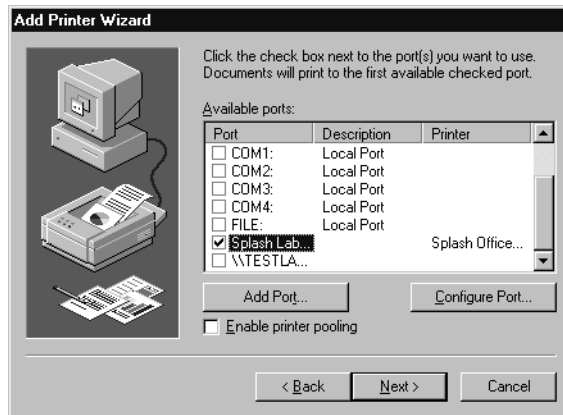 Add Printer Wizard
Click the check box next to the port(s) you want to use.
Documents will print to the first available checked port.
Available ports:
Port Description Printer
COM1: Local Port
COM2: Local Port
COM3: Local Port
COM4: Local Port
FILE: Local Port
Splash Lab... Splash Office...
\\TESTLA...
Add Port... Configure Port...
Enable printer pooling
< Back Next > Cancel